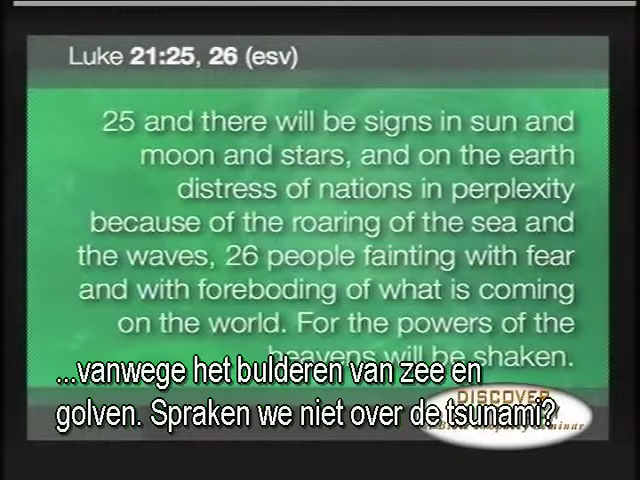 Luke 21:25, 26 (esv)
25 and there will be signs in sun and
moon and stars, and on the earth
distress of nations in perplexity
because of the roaring of the sea and
the waves, 26 people fainting with fear
and with foreboding of what is coming
on the world. For the powers of the
heavens will be shaken.
...vanwege het bulderen van zee en
golven. Spraken we niet over de tsunami?
DISCOVER
Seminar